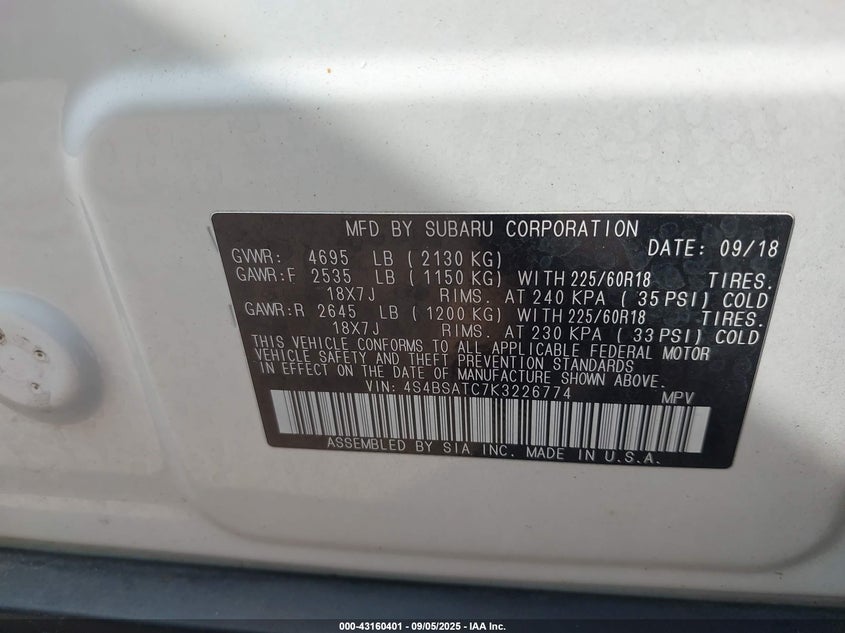 MFD BY SUBARU CORPORATION
DATE: 09/18
GVWR: 4695 LB ( 2130 KG)
GAWR:F 2535 LB ( 1150 KG) WITH 225/60R18 TIRES.
18X7J RIMS. AT 240 KPA ( 35 PSI) COLD
GAWR:R 2645 LB ( 1200 KG) WITH 225/60R18 TIRES.
18X7J RIMS. AT 230 KPA ( 33 PSI) COLD
THIS VEHICLE CONFORMS TO ALL APPLICABLE FEDERAL MOTOR
VEHICLE SAFETY AND THEFT PREVENTION STANDARDS
IN EFFECT ON THE DATE OF MANUFACTURE SHOWN ABOVE.
VIN: 4S4BSATC7K3226774 MPV
ASSEMBLED BY SIA INC. MADE IN U.S.A.
000-43160401 - 09/05/2025 - IAA Inc.